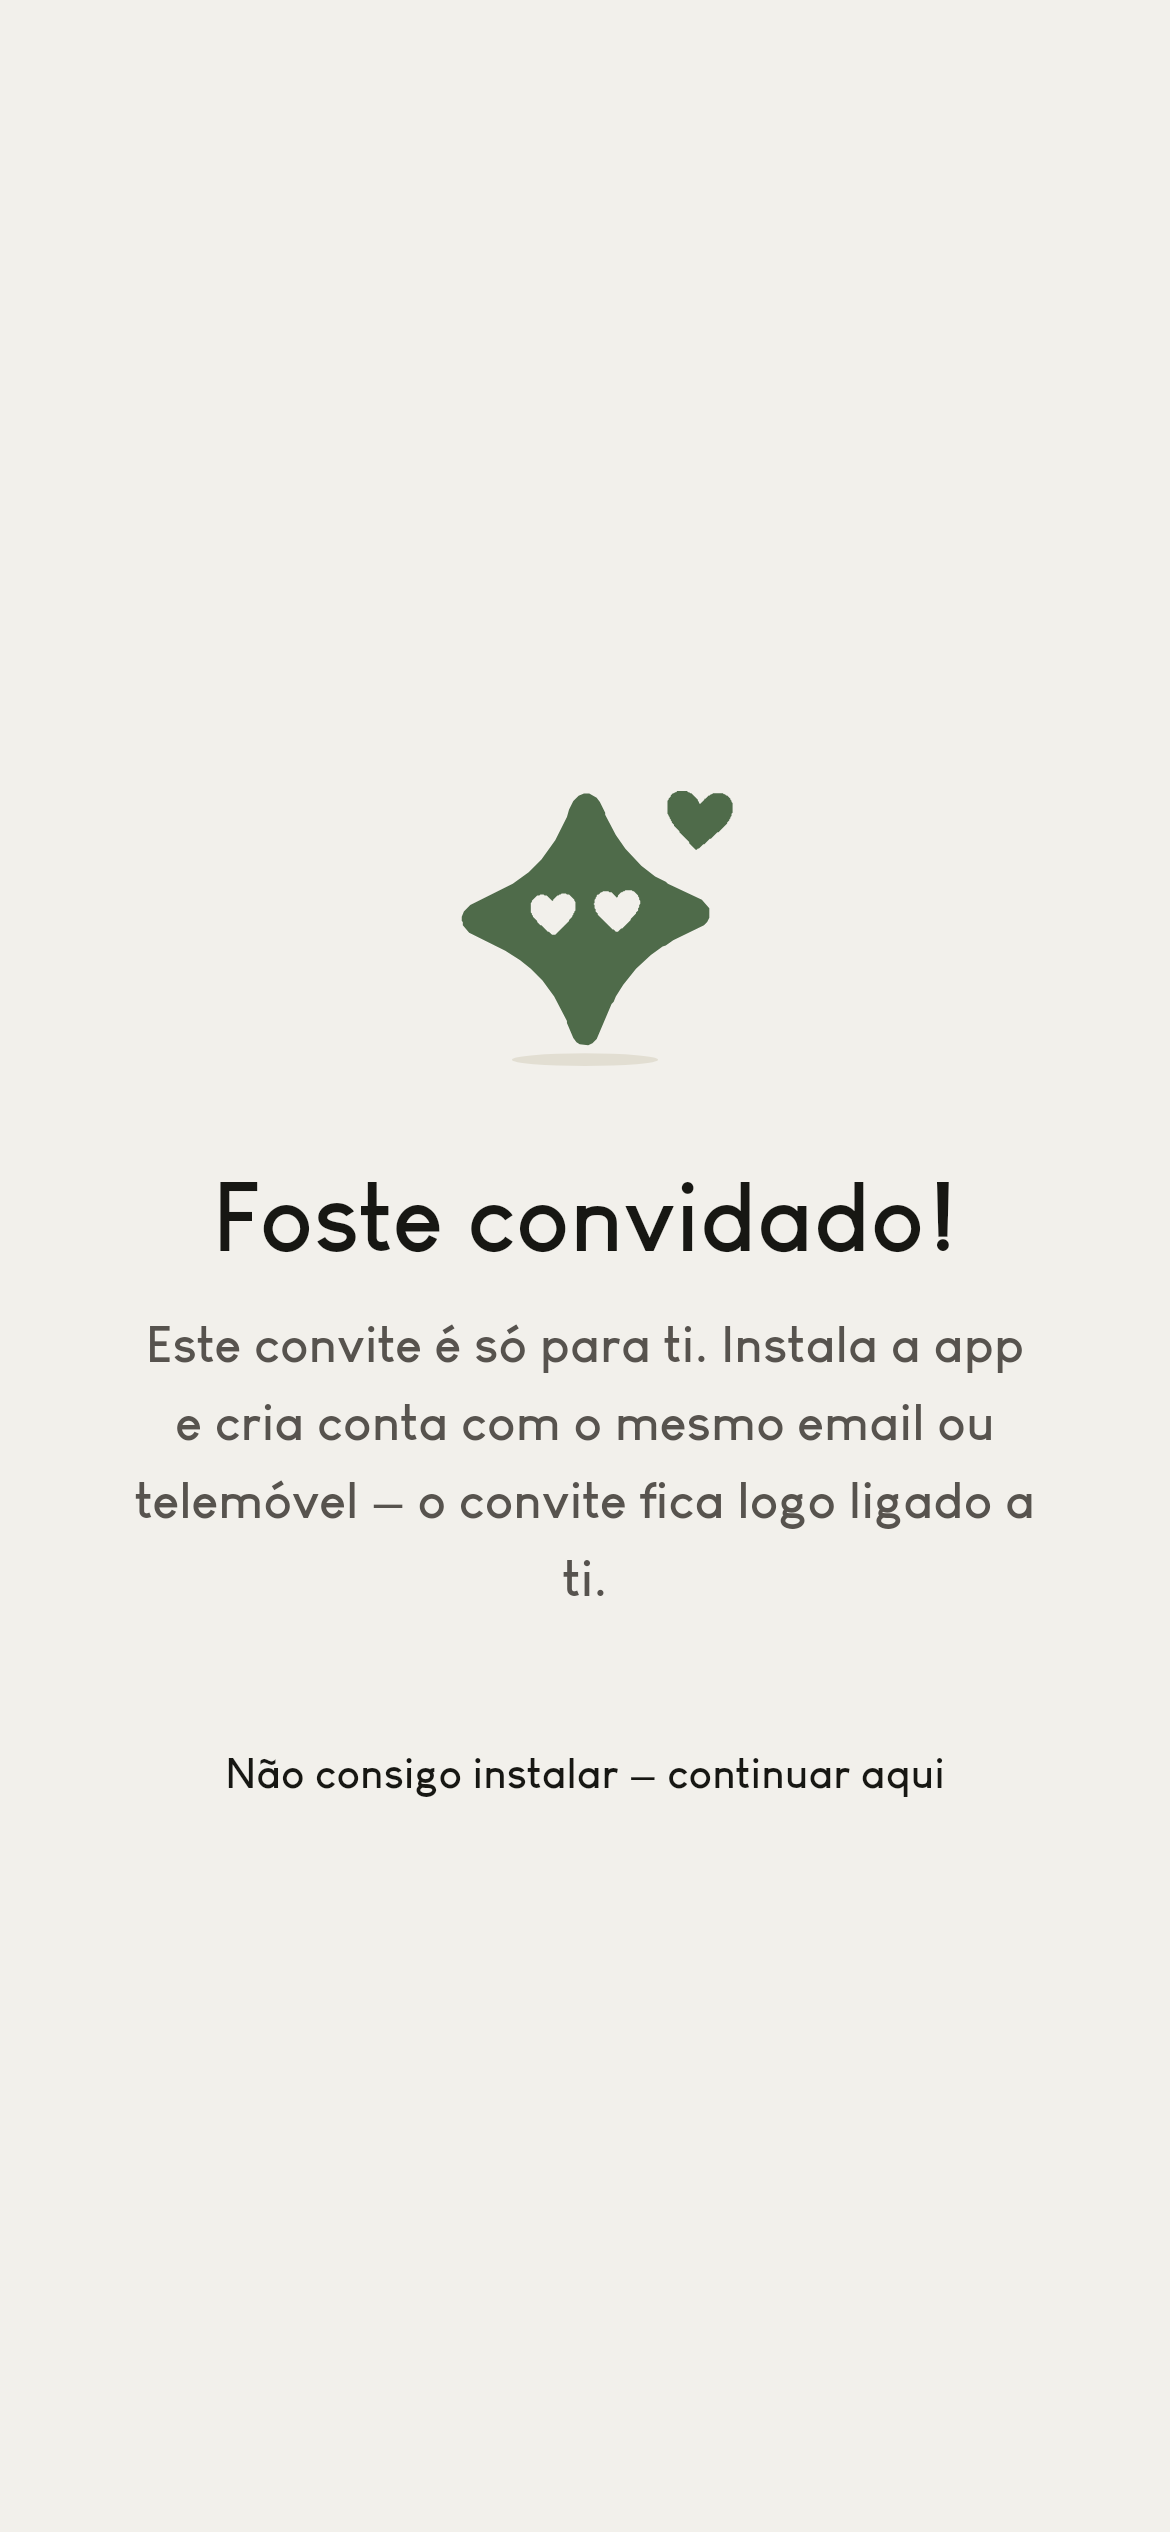 Foste convidado!
Este convite é só para ti. Instala a app
e cria conta com o mesmo email ou
telemóvel — o convite fica logo ligado a
ti.
Não consigo instalar — continuar aqui